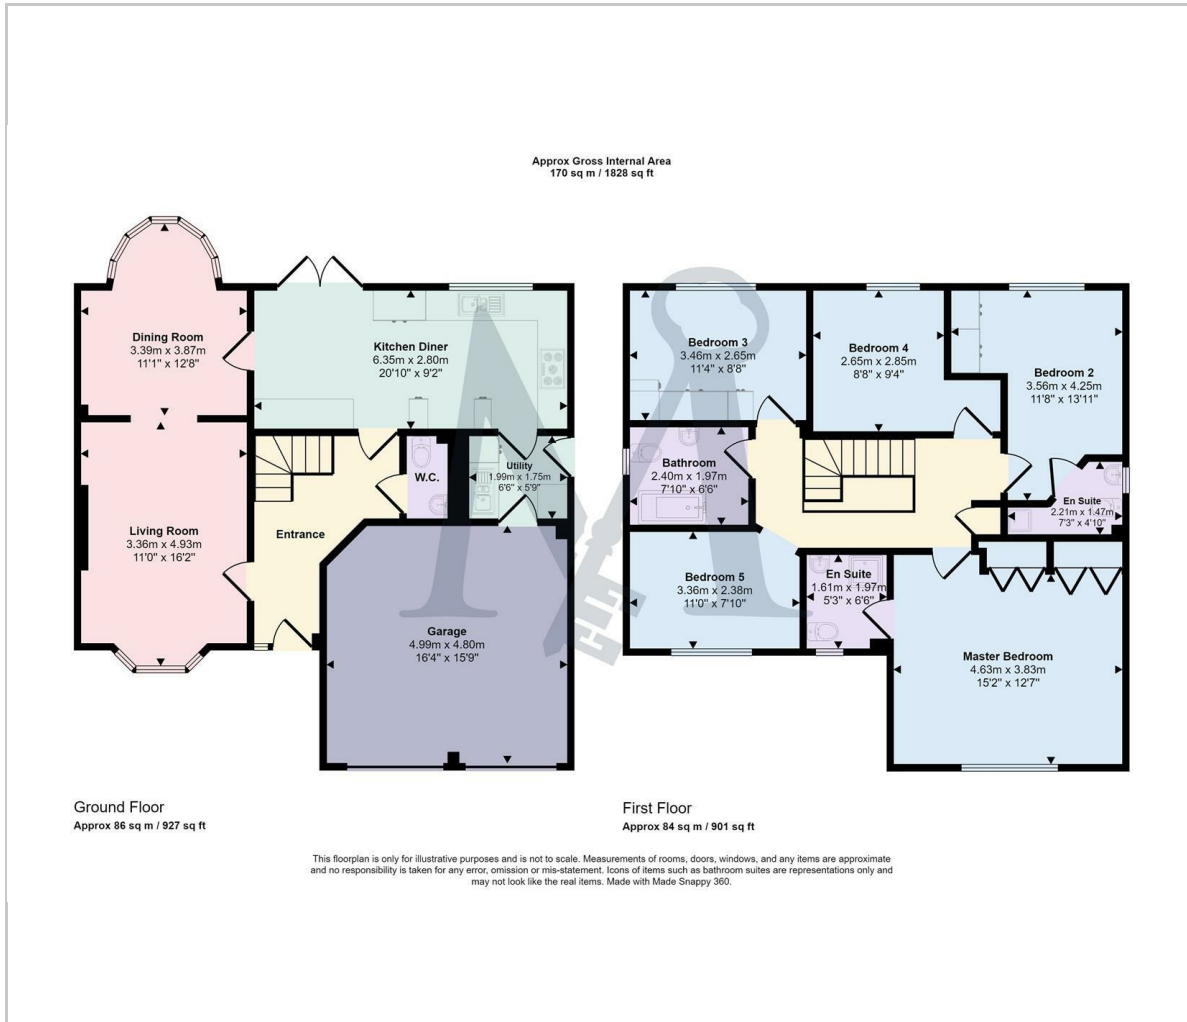 Approx Gross Internal Area
170 sq m / 1828 sq ft
Dining Room
3.39m x 3.87m
11'1" x 12'8"
Kitchen Diner
6.35m x 2.80m
20'10" x 9'2"
Utility
1.99m x 1.75m
6'6" x 5'9"
W.C.
Living Room
3.36m x 4.93m
11'0" x 16'2"
Entrance
Garage
4.99m x 4.80m
16'4" x 15'9"
Ground Floor
Approx 86 sq m / 927 sq ft
Bedroom 3
3.46m x 2.65m
11'4" x 8'8"
Bedroom 4
2.65m x 2.85m
8'8" x 9'4"
Bedroom 2
3.56m x 4.25m
11'8" x 13'11"
Bathroom
2.40m x 1.97m
7'10" x 6'6"
En Suite
2.21m x 1.47m
7'3" x 4'10"
Bedroom 5
3.36m x 2.38m
11'0" x 7'10"
En Suite
1.61m x 1.97m
5'3" x 6'6"
Master Bedroom
4.63m x 3.83m
15'2" x 12'7"
First Floor
Approx 84 sq m / 901 sq ft
This floorplan is only for illustrative purposes and is not to scale. Measurements of rooms, doors, windows, and any items are approximate
and no responsibility is taken for any error, omission or mis-statement. Icons of items such as bathroom suites are representations only and
may not look like the real items. Made with Made Snappy 360.